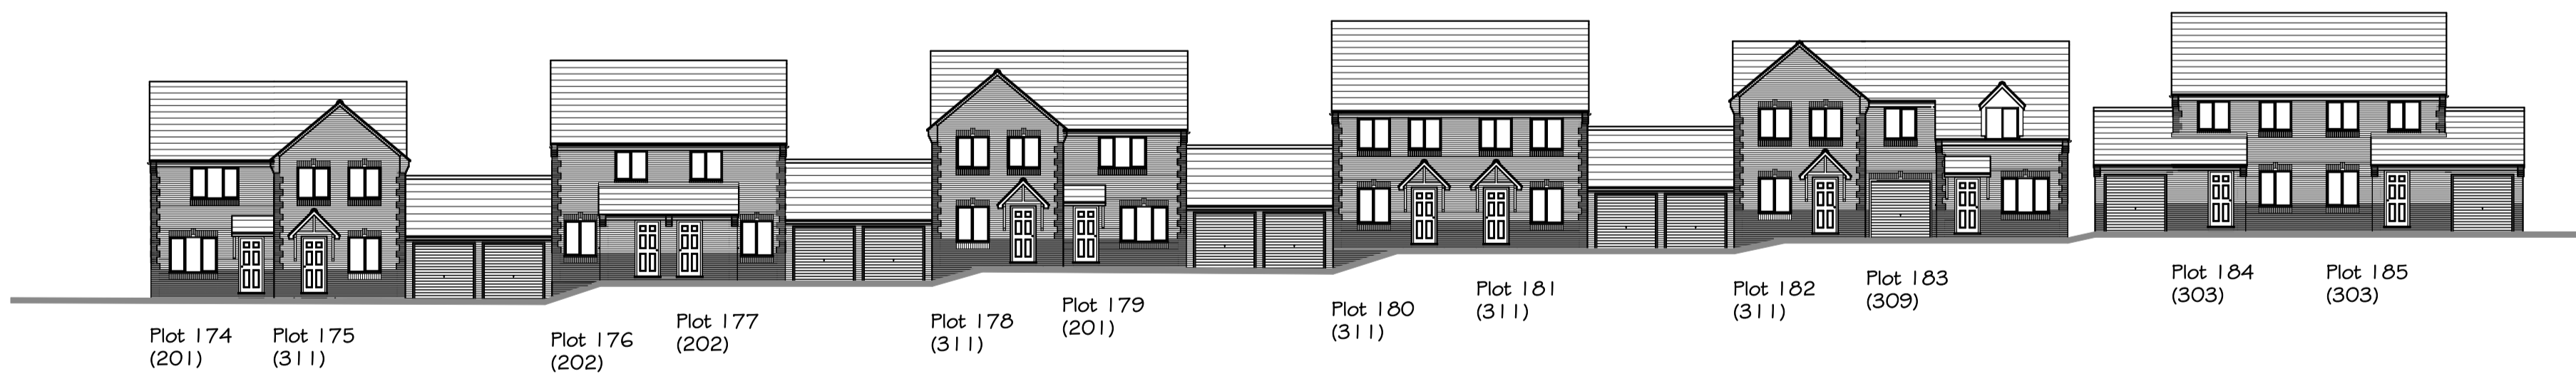 Plot 174
(201)
Plot 175
(311)
Plot 176
(202)
Plot 177
(202)
Plot 178
(311)
Plot 179
(201)
Plot 180
(311)
Plot 181
(311)
Plot 182
(311)
Plot 183
(309)
Plot 184
(303)
Plot 185
(303)